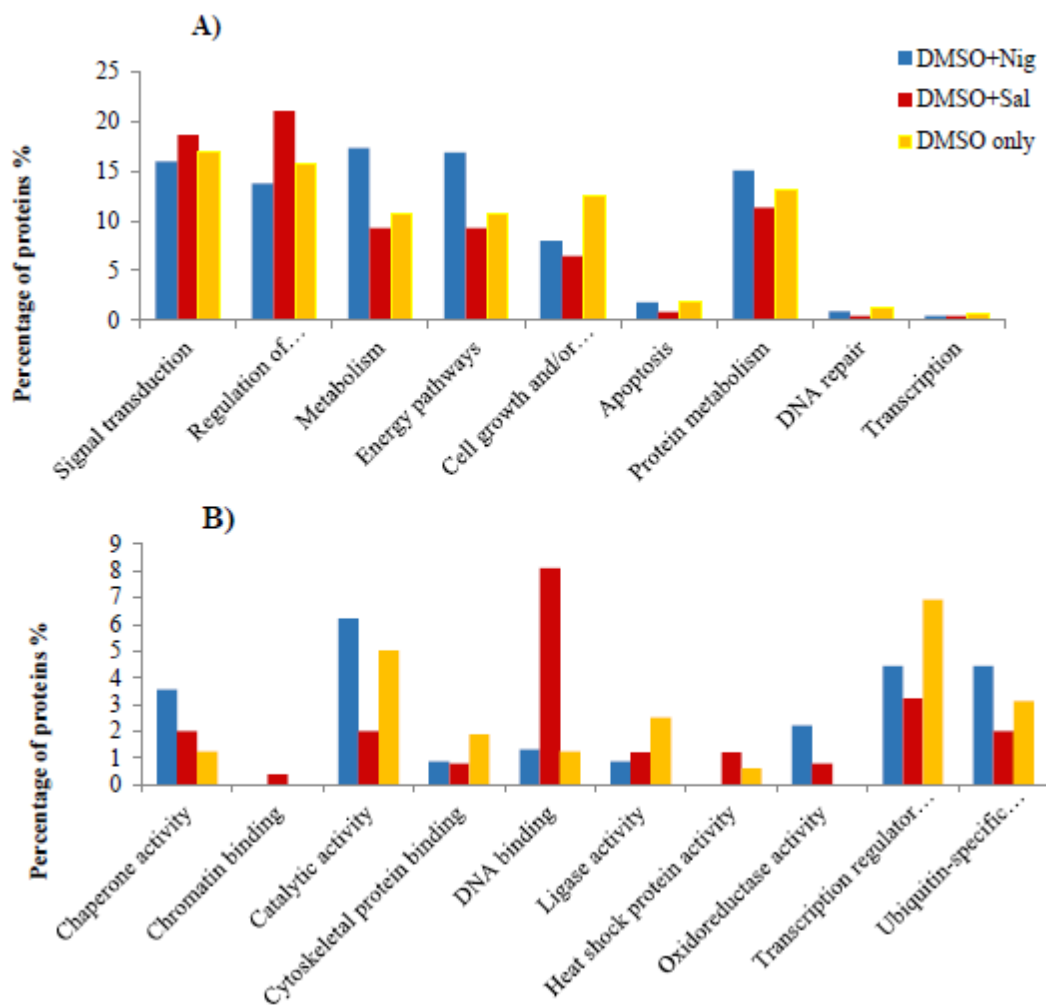 A)
DMSO+Nig
DMSO+Sal
DMSO only
Percentage of proteins %
25
20
15
10
5
0
Signal transduction
Regulation of…
Metabolism
Energy pathways
Cell growth and/or…
Apoptosis
Protein metabolism
DNA repair
Transcription
B)
Percentage of proteins %
9
8
7
6
5
4
3
2
1
0
Chaperone activity
Chromatin binding
Catalytic activity
Cytoskeletal protein binding
DNA binding
Ligase activity
Heat shock protein activity
Oxidoreductase activity
Transcription regulator…
Ubiquitin-specific…